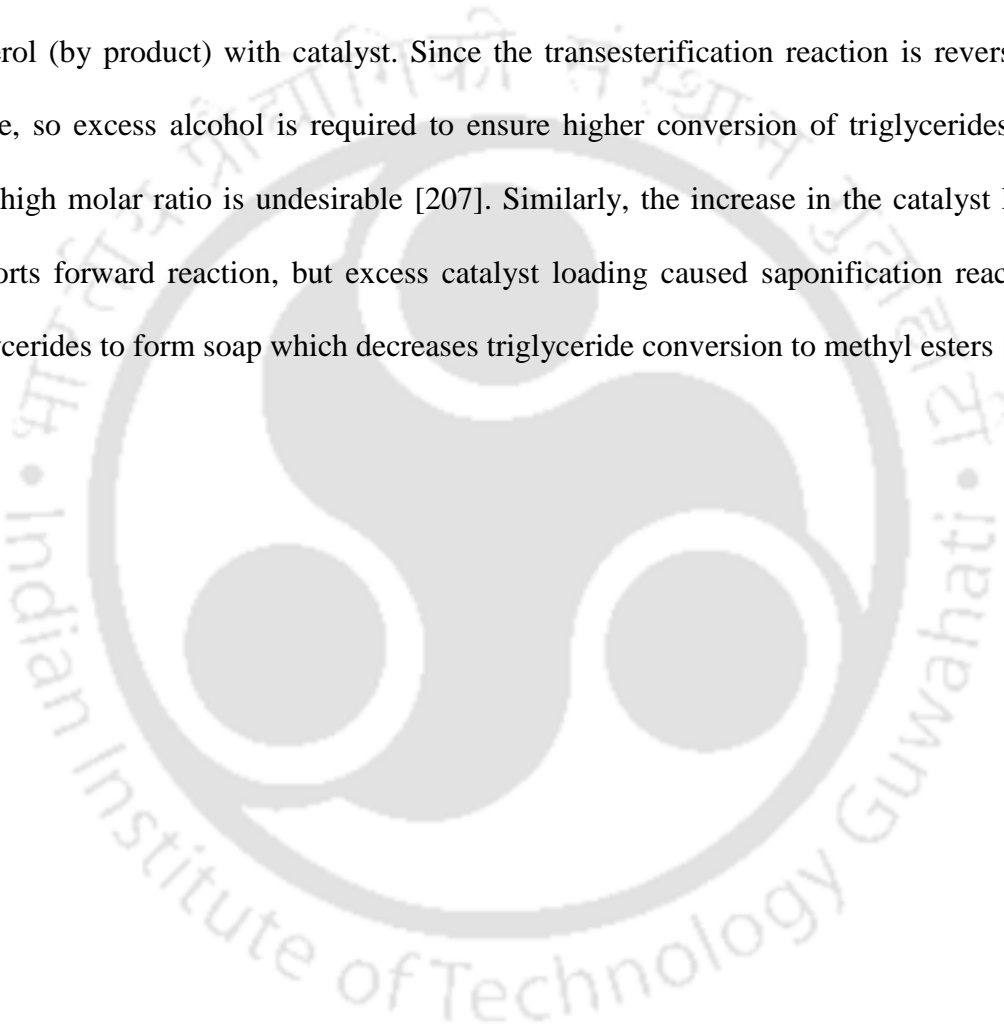 erol (by product) with catalyst. Since the transesterification reaction is revers
e, so excess alcohol is required to ensure higher conversion of triglycerides
high molar ratio is undesirable [207]. Similarly, the increase in the catalyst
orts forward reaction, but excess catalyst loading caused saponification reac
ycerides to form soap which decreases triglyceride conversion to methyl esters
Indian Institute of Technology Guwahati